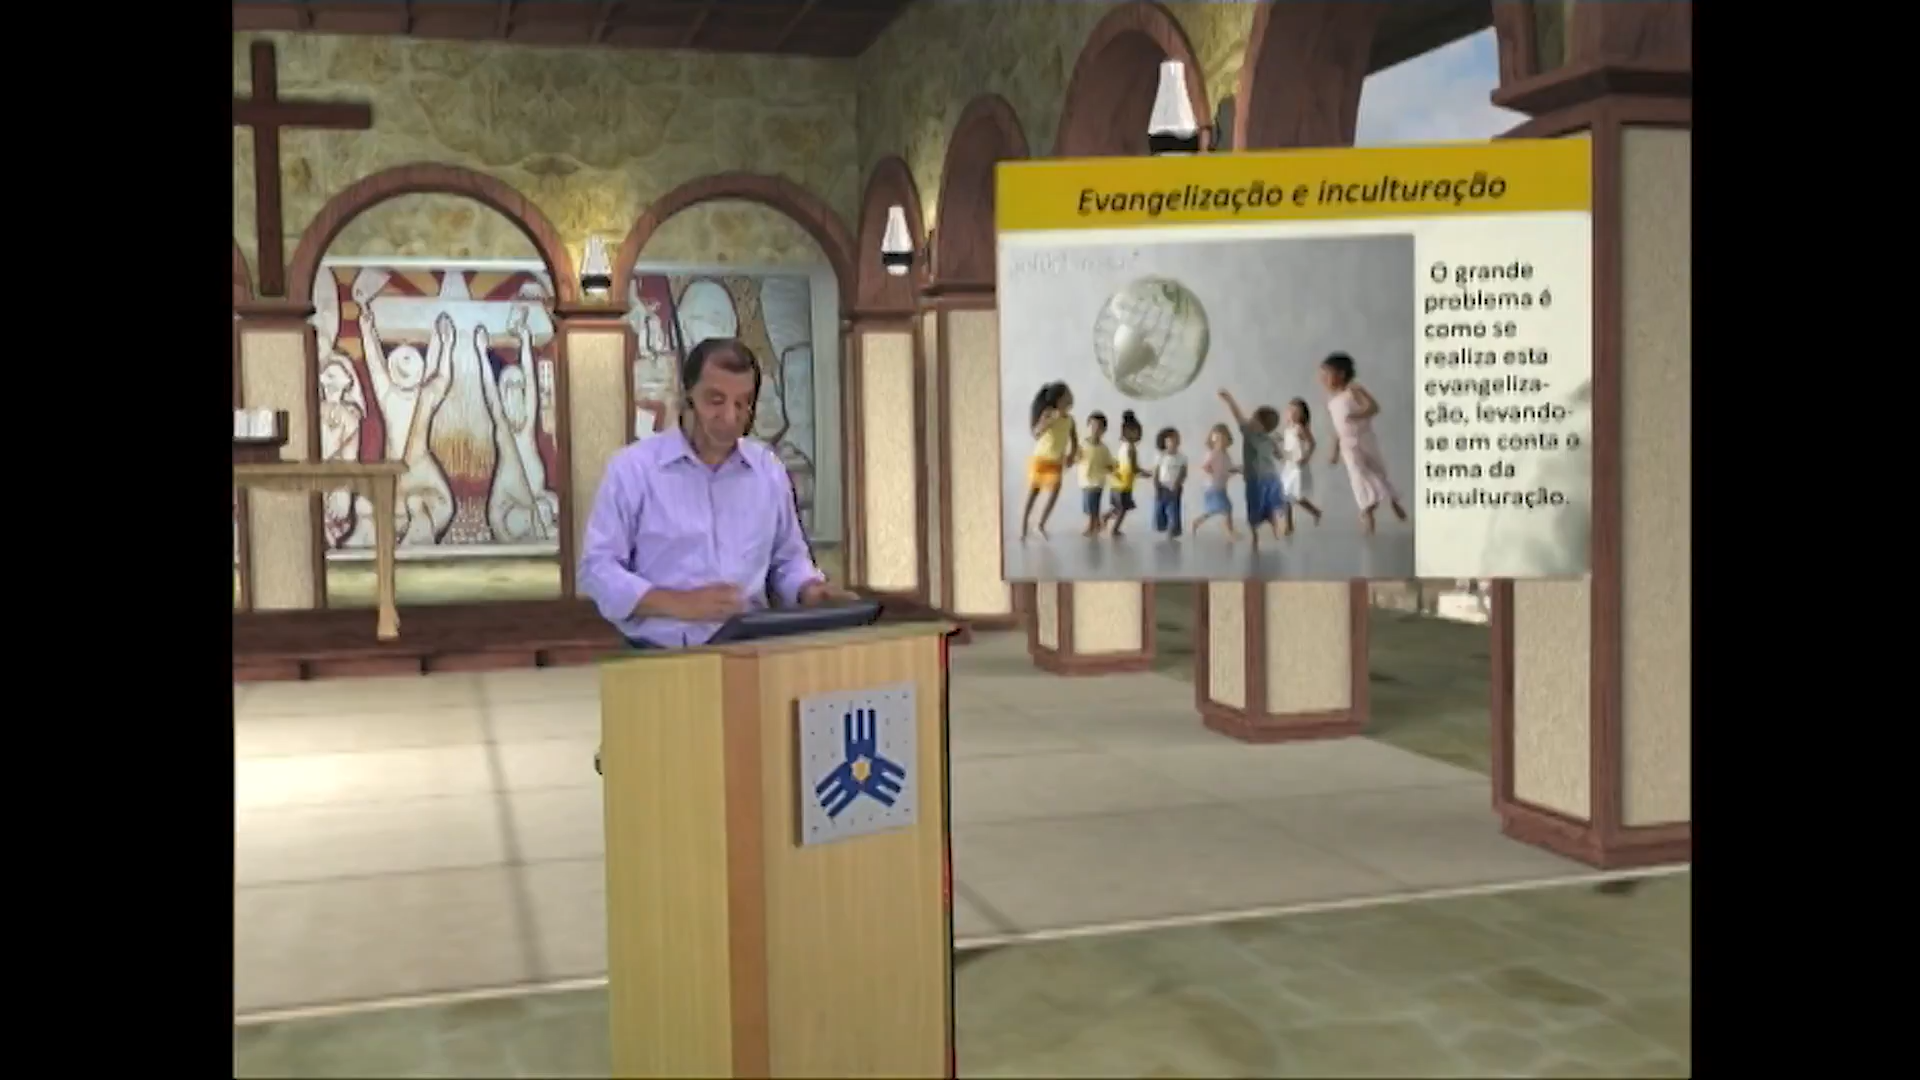 Evangelização e inculturação
O grande
problema é
como se
realiza esta
evangeliza-
ção, levando-
se em conta o
tema da
inculturação.